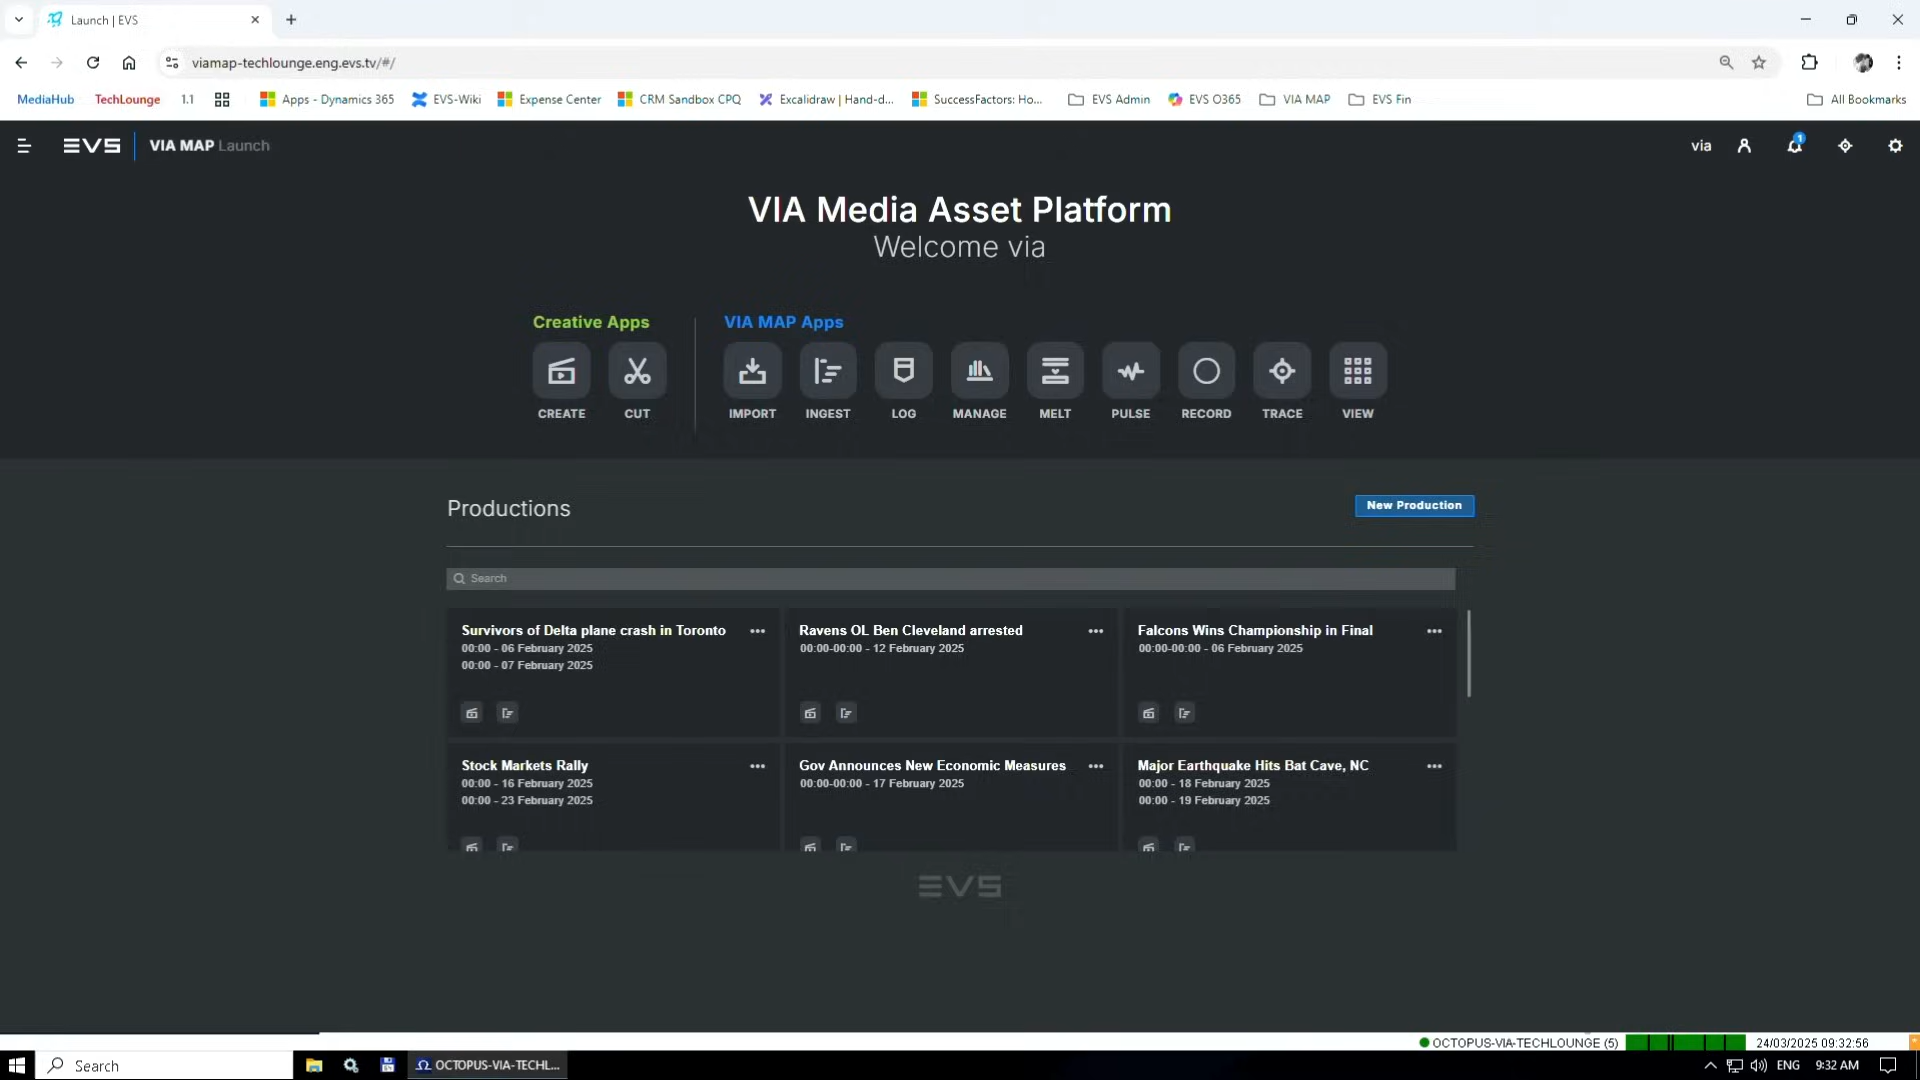 Launch | EVS
viamap-techlounge.eng.evs.tv/#/
MediaHub TechLounge 1.1 Apps - Dynamics 365 EVS-Wiki Expense Center CRM Sandbox CPQ Excalidraw | Hand-d... SuccessFactors: Ho... EVS Admin EVS O365 VIA MAP EVS Fin All Bookmarks
EVS VIA MAP Launch via 1
VIA Media Asset Platform
Welcome via
Creative Apps VIA MAP Apps
CREATE CUT IMPORT INGEST LOG MANAGE MELT PULSE RECORD TRACE VIEW
Productions New Production
Search
Survivors of Delta plane crash in Toronto
00:00 - 06 February 2025
00:00 - 07 February 2025
Ravens OL Ben Cleveland arrested
00:00-00:00 - 12 February 2025
Falcons Wins Championship in Final
00:00-00:00 - 06 February 2025
Stock Markets Rally
00:00 - 16 February 2025
00:00 - 23 February 2025
Gov Announces New Economic Measures
00:00-00:00 - 17 February 2025
Major Earthquake Hits Bat Cave, NC
00:00 - 18 February 2025
00:00 - 19 February 2025
EVS
OCTOPUS-VIA-TECHLOUNGE (5) 24/03/2025 09:32:56
Search OCTOPUS-VIA-TECHL... ENG 9:32 AM